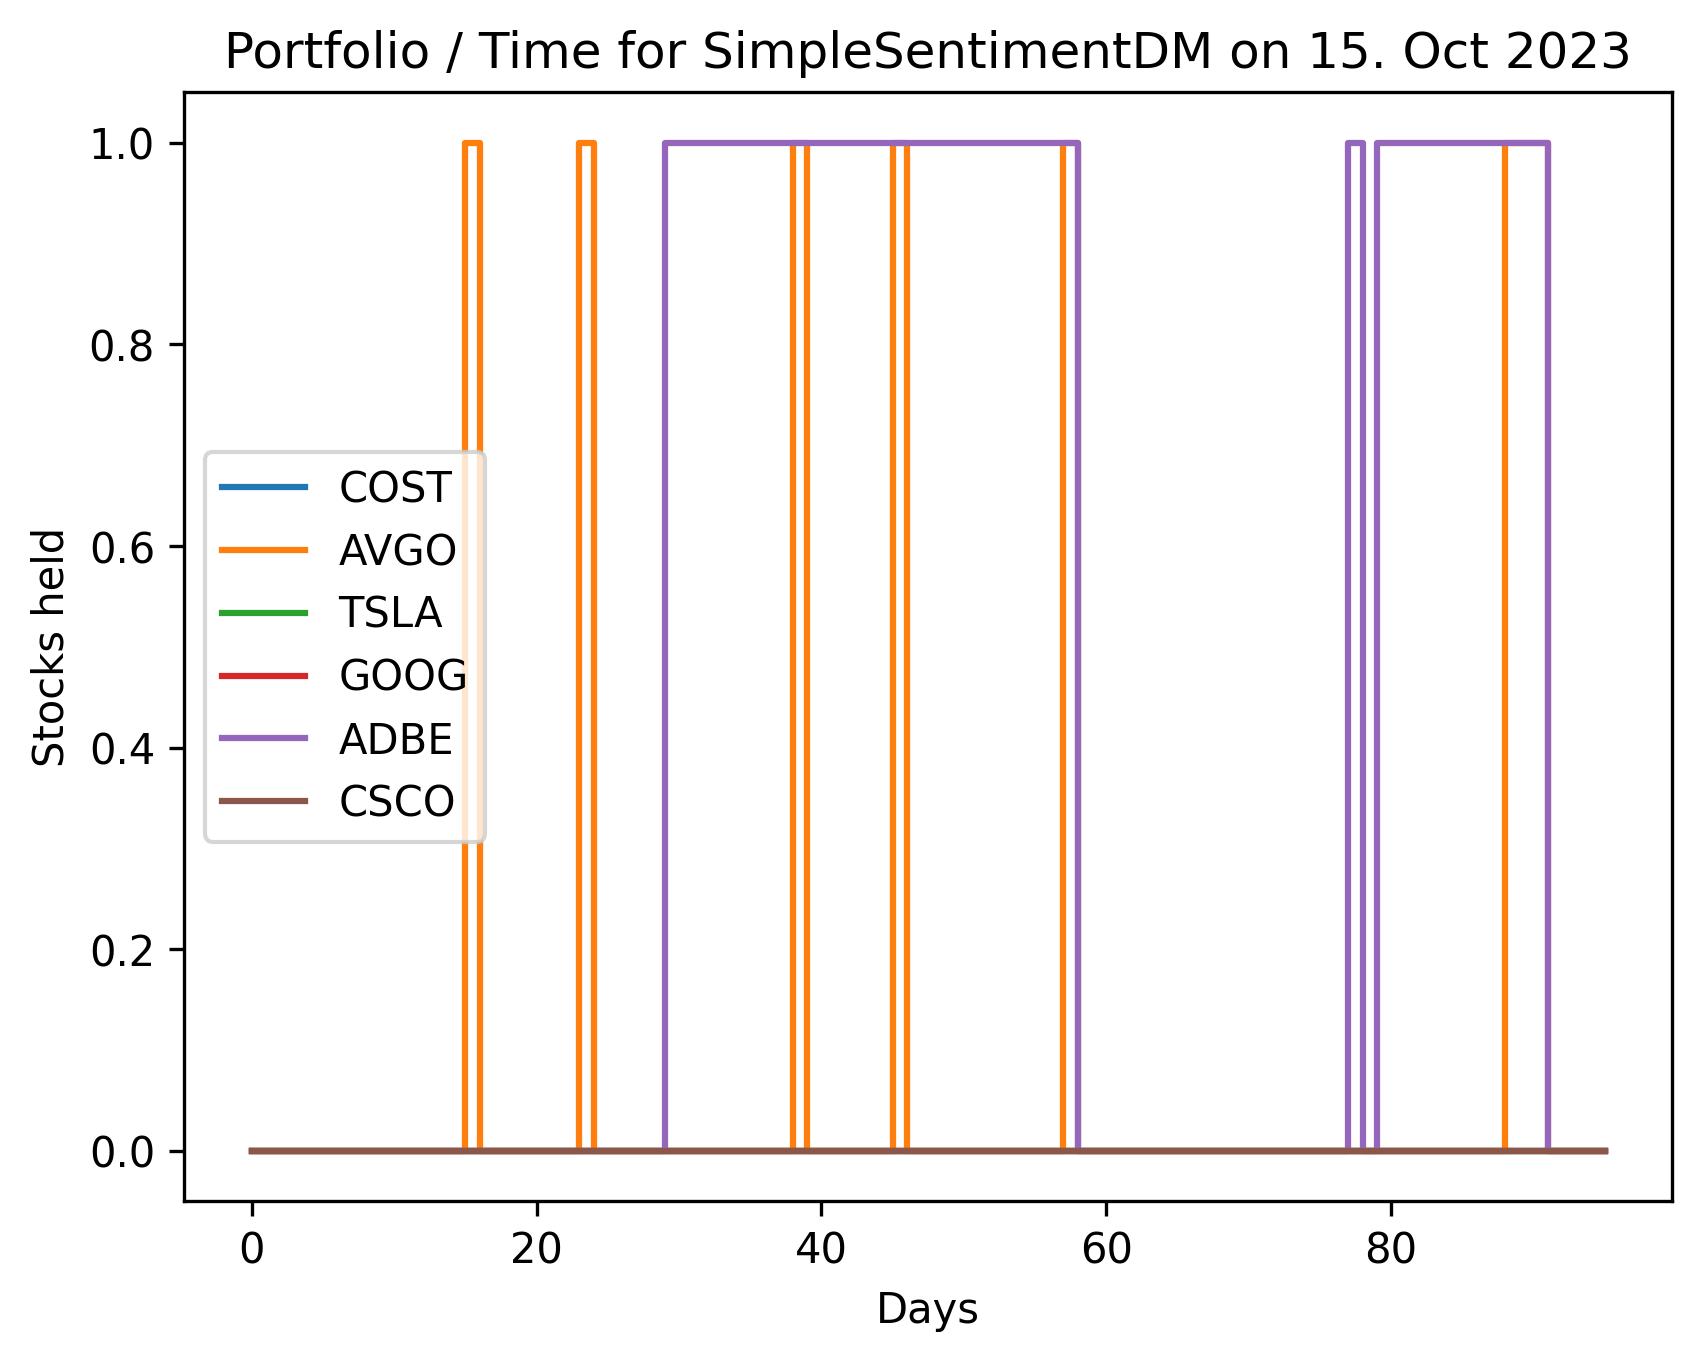 Portfolio / Time for SimpleSentimentDM on 15. Oct 2023
1.0
0.8
0.6
0.4
0.2
0.0
Stocks held
COST
AVGO
TSLA
GOOG
ADBE
CSCO
0 20 40 60 80
Days